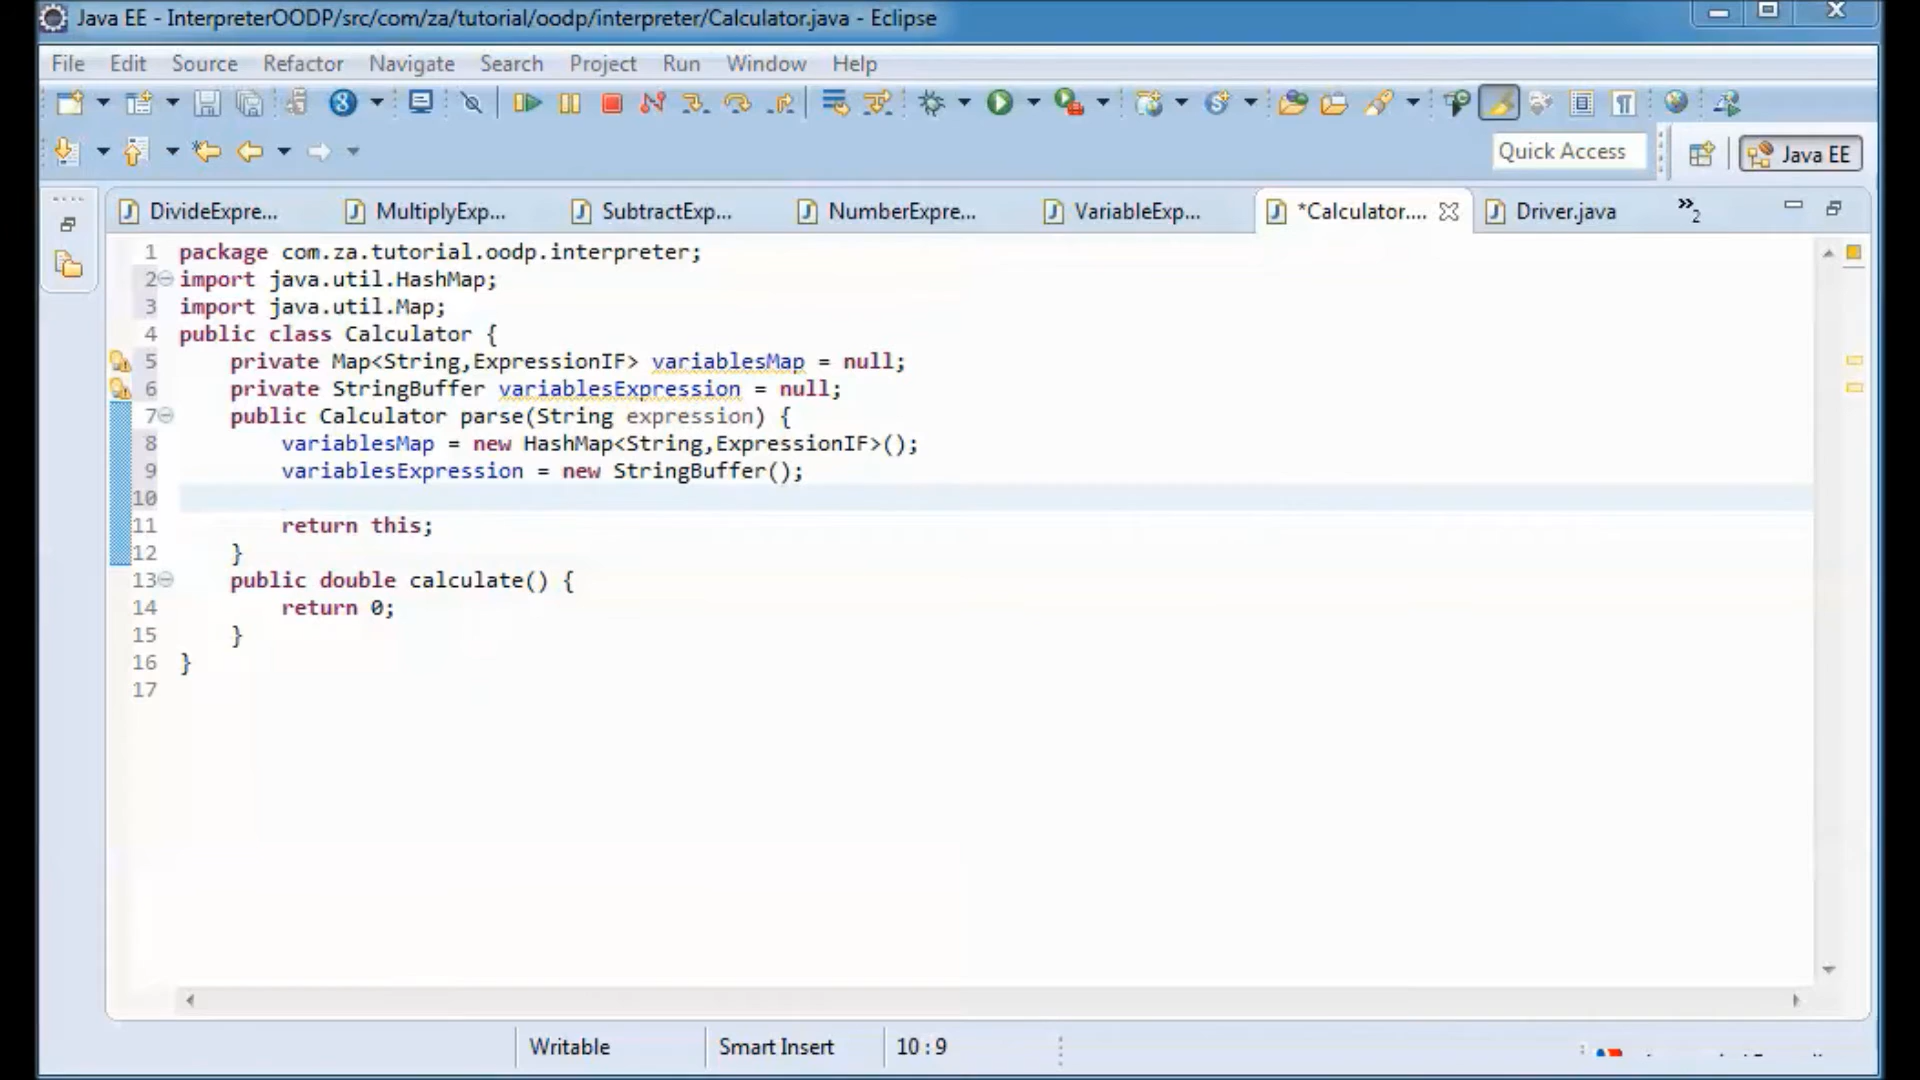 Java EE - InterpreterOODP/src/com/za/tutorial/oodp/interpreter/Calculator.java - Eclipse
File Edit Source Refactor Navigate Search Project Run Window Help
Quick Access
Java EE
DivideExpre... MultiplyExp... SubtractExp... NumberExpre... VariableExp... *Calculator.... Driver.java »2
1 package com.za.tutorial.oodp.interpreter;
2 import java.util.HashMap;
3 import java.util.Map;
4 public class Calculator {
5 private Map<String,ExpressionIF> variablesMap = null;
6 private StringBuffer variablesExpression = null;
7 public Calculator parse(String expression) {
8 variablesMap = new HashMap<String,ExpressionIF>();
9 variablesExpression = new StringBuffer();
10
11 return this;
12 }
13 public double calculate() {
14 return 0;
15 }
16 }
17
Writable Smart Insert 10 : 9